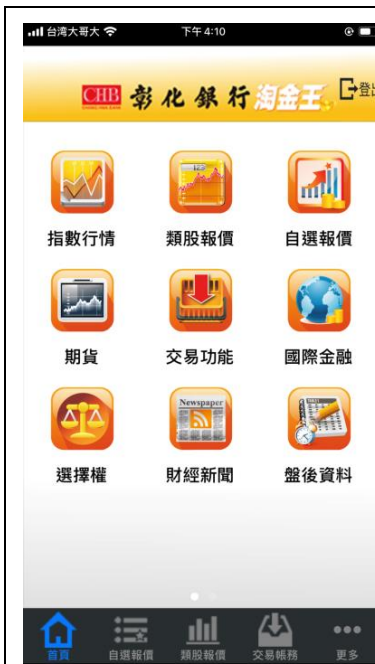 台湾大哥大 下午4:10
CHB 彰化銀行 淘金王 登出
指數行情 類股報價 自選報價
期貨 交易功能 國際金融
Newspaper
選擇權 財經新聞 盤後資料
首頁 自選報價 類股報價 交易帳務 更多